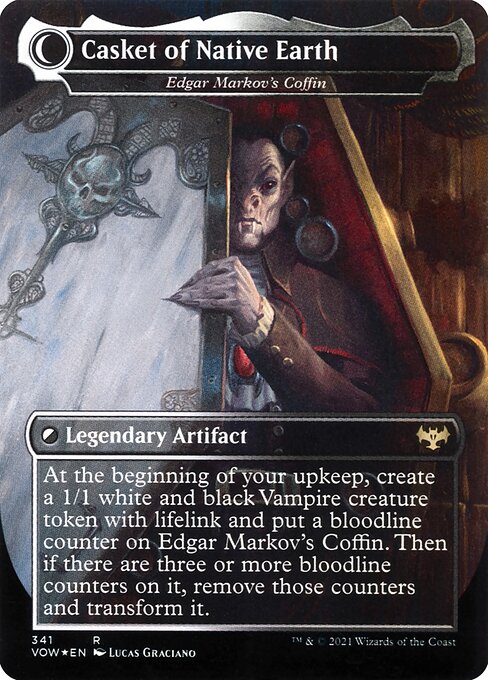 Casket of Native Earth
Edgar Markov's Coffin
Legendary Artifact
At the beginning of your upkeep, create
a 1/1 white and black Vampire creature
token with lifelink and put a bloodline
counter on Edgar Markov's Coffin. Then
if there are three or more bloodline
counters on it, remove those counters
and transform it.
341 R
VOW★EN Lucas Graciano
™ & © 2021 Wizards of the Coast